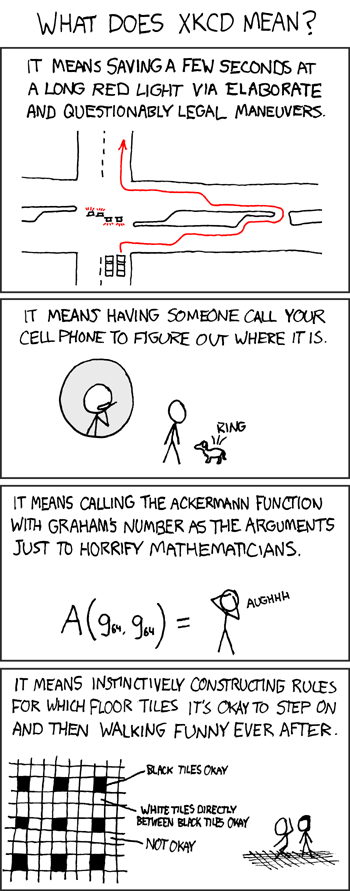 WHAT DOES XKCD MEAN?
IT MEANS SAVING A FEW SECONDS AT
A LONG RED LIGHT VIA ELABORATE
AND QUESTIONABLY LEGAL MANEUVERS.
IT MEANS HAVING SOMEONE CALL YOUR
CELL PHONE TO FIGURE OUT WHERE IT IS.
RING
IT MEANS CALLING THE ACKERMANN FUNCTION
WITH GRAHAM'S NUMBER AS THE ARGUMENTS
JUST TO HORRIFY MATHEMATICIANS.
A(g₆₄, g₆₄) =
AUGHHH
IT MEANS INSTINCTIVELY CONSTRUCTING RULES
FOR WHICH FLOOR TILES IT'S OKAY TO STEP ON
AND THEN WALKING FUNNY EVER AFTER.
BLACK TILES OKAY
WHITE TILES DIRECTLY
BETWEEN BLACK TILES OKAY
NOT OKAY